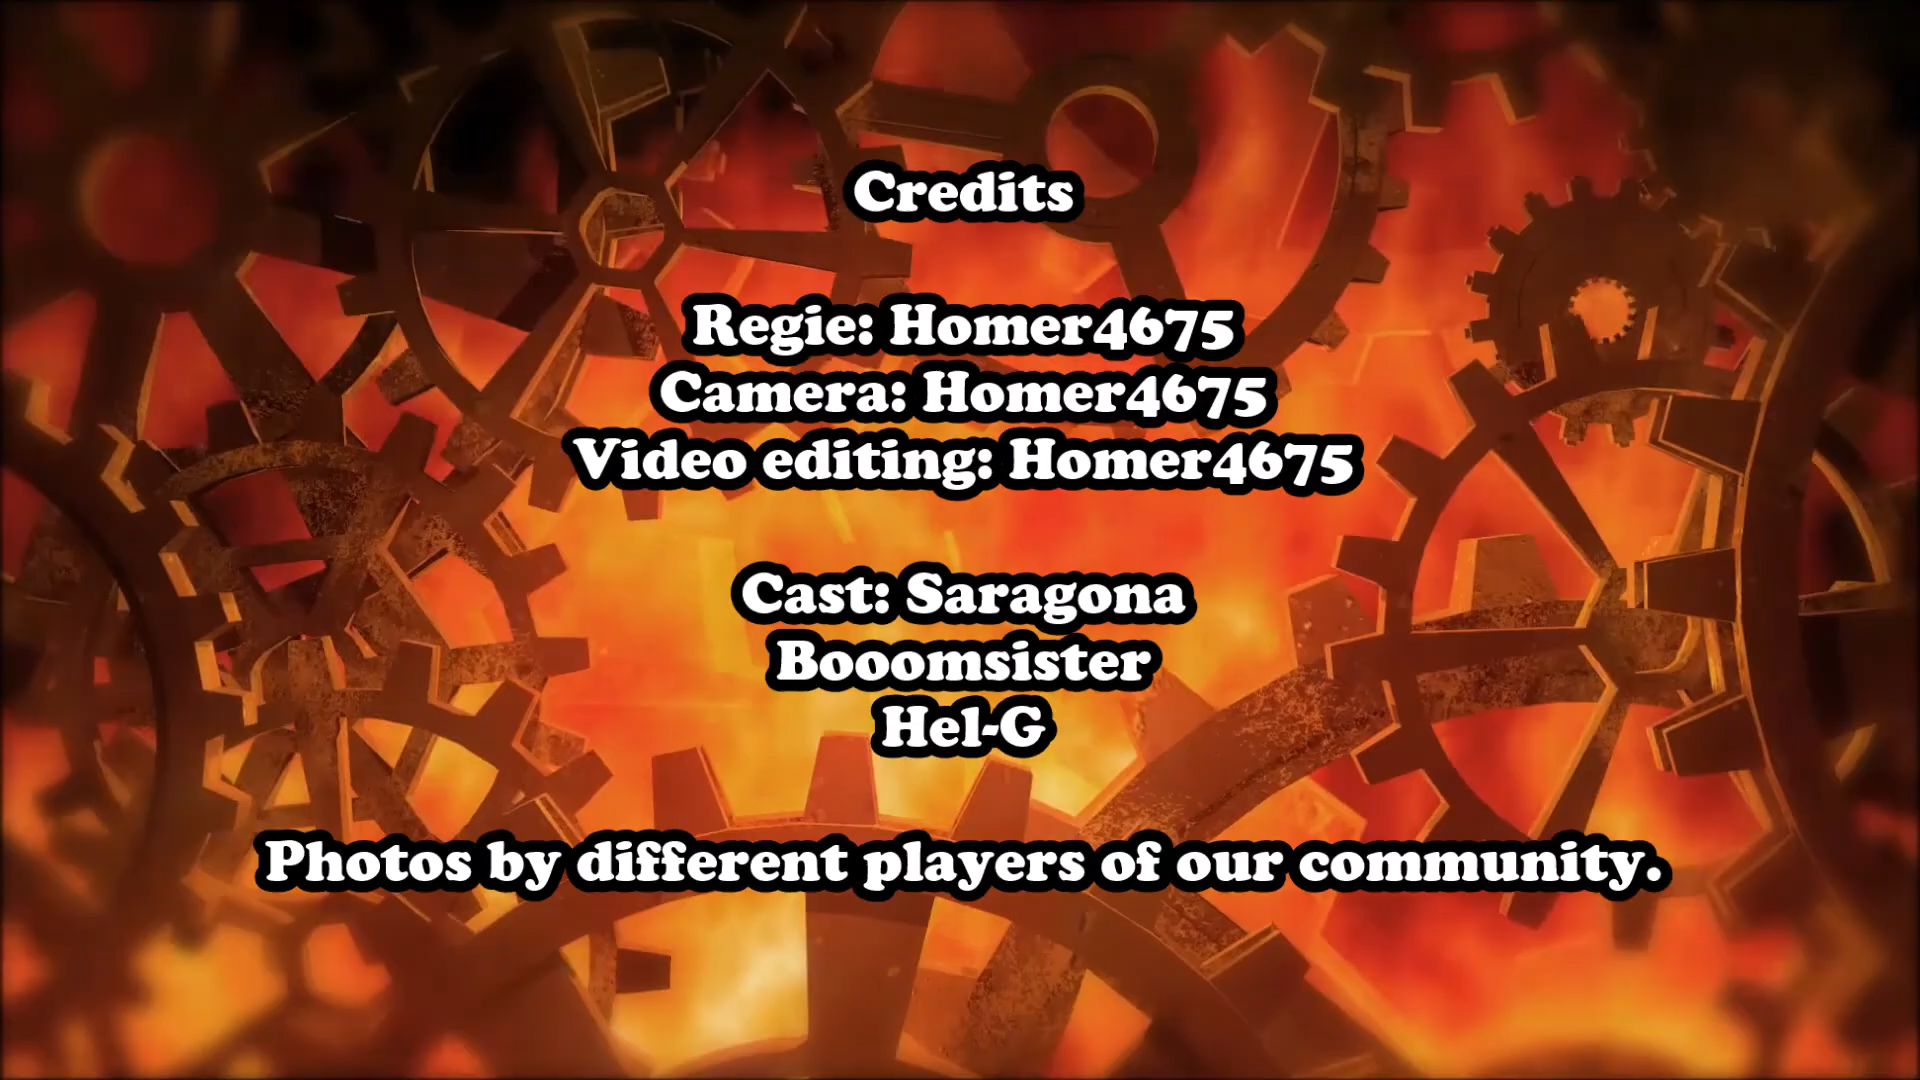 Credits
Regie: Homer4675
Camera: Homer4675
Video editing: Homer4675
Cast: Saragona
Booomsister
Hel-G
Photos by different players of our community.